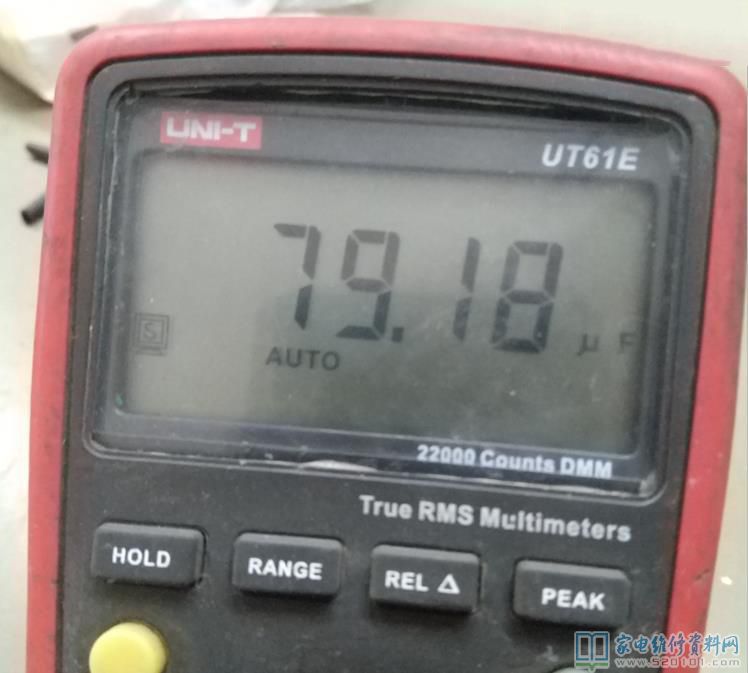 UNI-T
UT61E
79.18 μF
S
AUTO
22000 Counts DMM
True RMS Multimeters
HOLD
RANGE
REL Δ
PEAK
家电维修资料网
www.520101.com